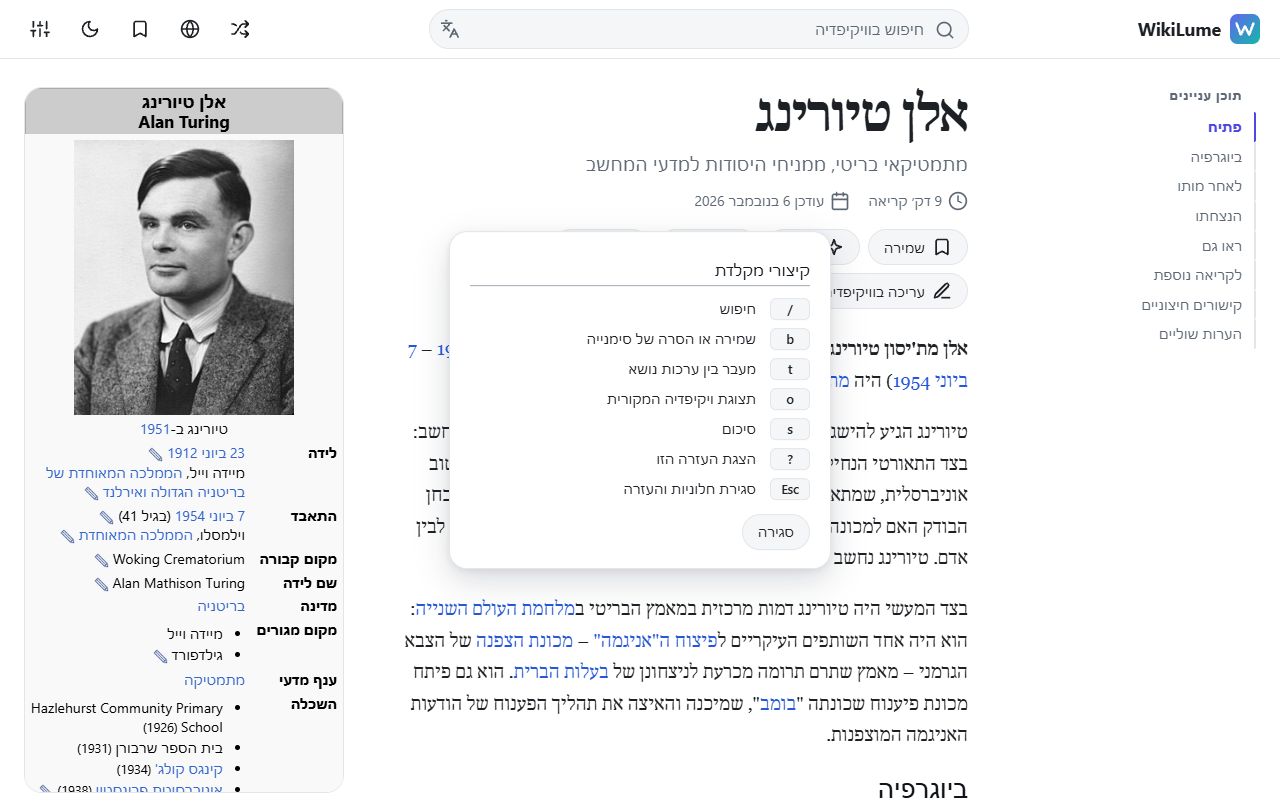 WikiLume
חיפוש בוויקיפדיה
תוכן עניינים
פתיח
ביוגרפיה
לאחר מותו
הנצחתו
ראו גם
לקריאה נוספת
קישורים חיצוניים
הערות שוליים
אלן טיורינג
מתמטיקאי בריטי, ממניחי היסודות למדעי המחשב
9 דק׳ קריאה
עודכן 6 בנובמבר 2026
שמירה
עריכה בוויקיפדיה
אלן מת'יסון טיורינג
7 – 19
ביוני 1954) היה
טיורינג הגיע להישג
חשב:
בצד התאורטי הנחיל
אוניברסלית, שמתא
הבודק האם למכונה
לבין
אדם. טיורינג נחשב
קיצורי מקלדת
/ חיפוש
b שמירה או הסרה של סימנייה
t מעבר בין ערכות נושא
o תצוגת ויקיפדיה המקורית
s סיכום
? הצגת העזרה הזו
Esc סגירת חלוניות והעזרה
סגירה
בצד המעשי היה טיורינג דמות מרכזית במאמץ הבריטי במלחמת העולם השנייה:
הוא היה אחד השותפים העיקריים לפיצוח ה"אניגמה" – מכונת הצפנה של הצבא
הגרמני – מאמץ שתרם תרומה מכרעת לניצחונן של בעלות הברית. הוא גם פיתח
מכונת פיענוח שכונתה "בומב", שמיכנה והאיצה את תהליך הפענוח של הודעות
האניגמה המוצפנות.
ביוגרפיה
אלן טיורינג
Alan Turing
טיורינג ב-1951
לידה 23 ביוני 1912
מיידה וייל, הממלכה המאוחדת של
בריטניה הגדולה ואירלנד
התאבד 7 ביוני 1954 (בגיל 41)
וילמסלו, הממלכה המאוחדת
מקום קבורה Woking Crematorium
שם לידה Alan Mathison Turing
מדינה בריטניה
מקום מגורים • מיידה וייל
• גילדפורד
ענף מדעי מתמטיקה
השכלה • Hazlehurst Community Primary
School (1926)
• בית הספר שרבורן (1931)
• קינגס קולג' (1934)
• אוניברסיטת פרינסטון (1938)